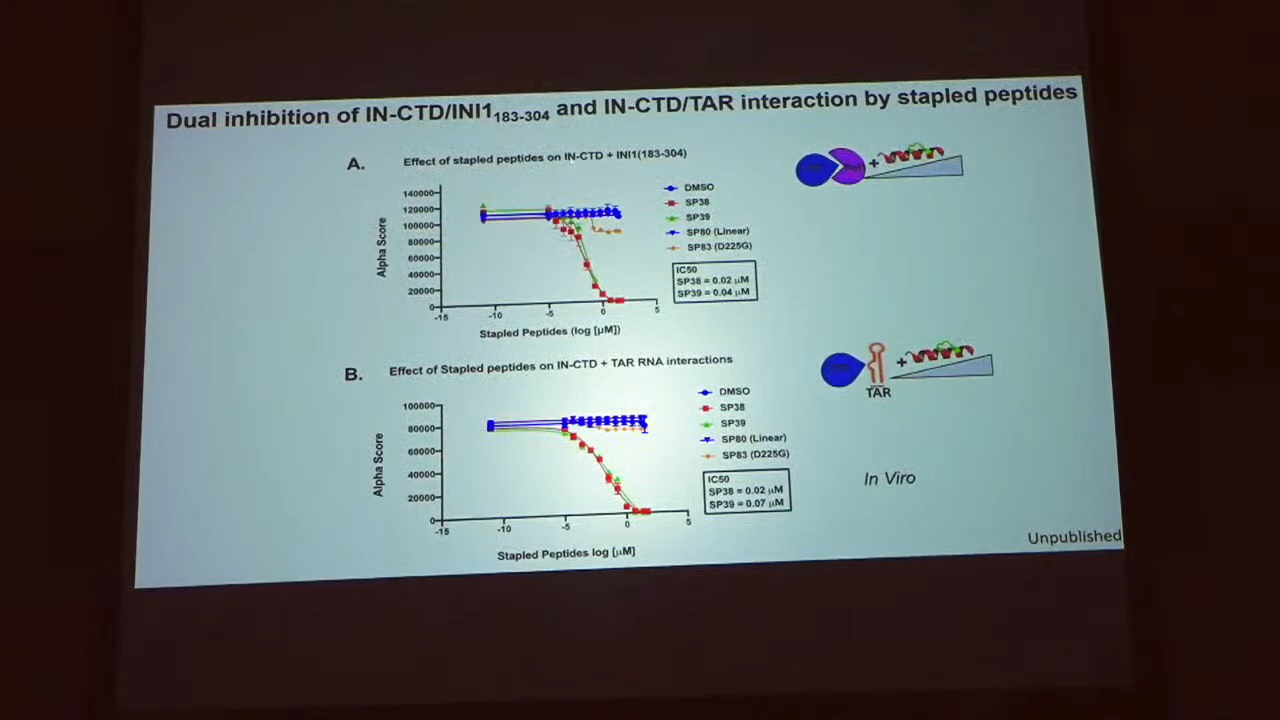 Dual inhibition of IN-CTD/INI1183-304 and IN-CTD/TAR interaction by stapled peptides
A.
Effect of stapled peptides on IN-CTD + INI1(183-304)
140000
120000
100000
80000
60000
40000
20000
0
-15
-10
-5
0
5
Alpha Score
Stapled Peptides (log [µM])
DMSO
SP38
SP39
SP80 (Linear)
SP83 (D225G)
IC50
SP38 = 0.02 µM
SP39 = 0.04 µM
B.
Effect of Stapled peptides on IN-CTD + TAR RNA interactions
100000
80000
60000
40000
20000
0
-15
-10
-5
0
5
Alpha Score
Stapled Peptides log [µM]
DMSO
SP38
SP39
SP80 (Linear)
SP83 (D225G)
IC50
SP38 = 0.02 µM
SP39 = 0.07 µM
+
+
TAR
In Viro
Unpublished